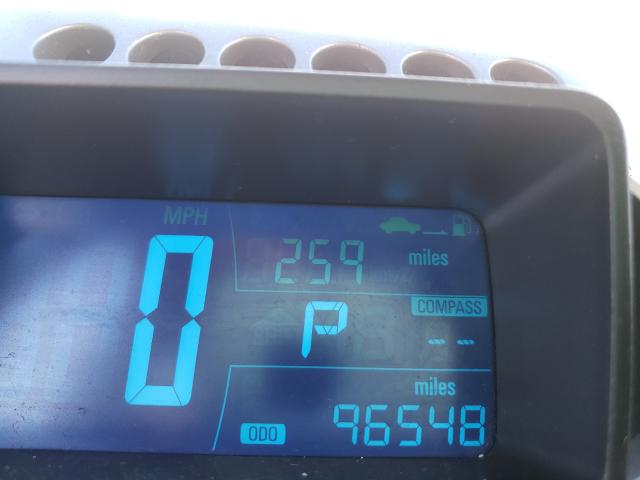 MPH
259 miles
COMPASS
0 P --
miles
ODO 96548